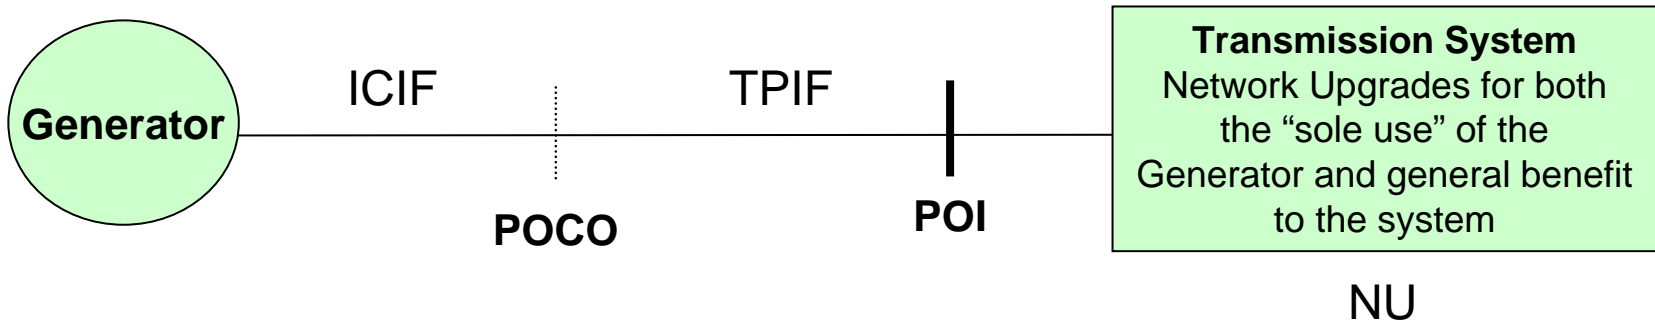 Generator
ICIF
POCO
TPIF
POI
Transmission System
Network Upgrades for both
the “sole use” of the
Generator and general benefit
to the system
NU